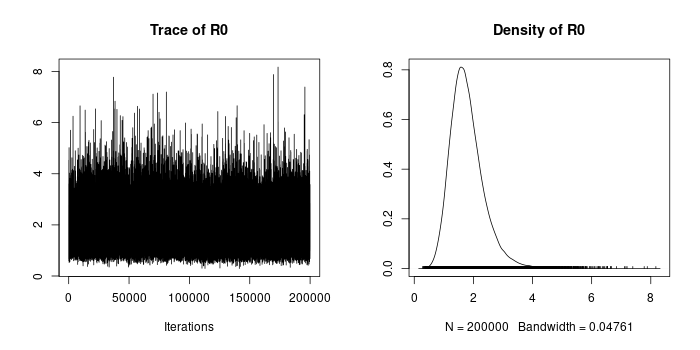 Trace of R0
8
6
4
2
0
0 50000 100000 150000 200000
Iterations
Density of R0
0.8
0.6
0.4
0.2
0.0
0 2 4 6 8
N = 200000 Bandwidth = 0.04761